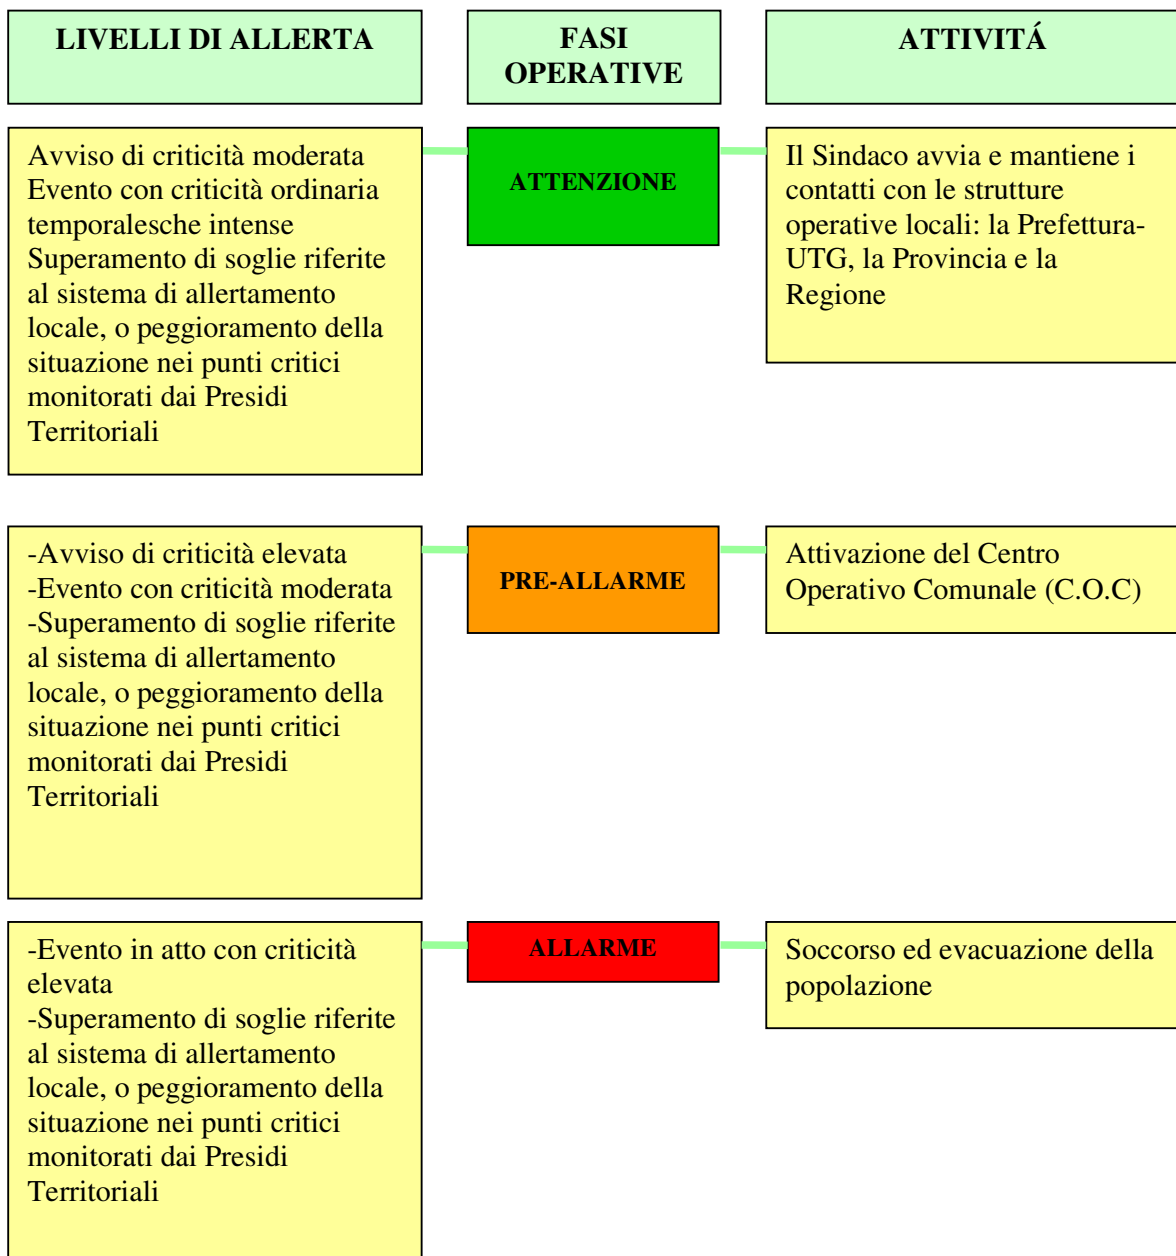 LIVELLI DI ALLERTA
FASI
OPERATIVE
ATTIVITÁ
Avviso di criticità moderata
Evento con criticità ordinaria
temporalesche intense
Superamento di soglie riferite
al sistema di allertamento
locale, o peggioramento della
situazione nei punti critici
monitorati dai Presidi
Territoriali
ATTENZIONE
Il Sindaco avvia e mantiene i
contatti con le strutture
operative locali: la Prefettura-
UTG, la Provincia e la
Regione
-Avviso di criticità elevata
-Evento con criticità moderata
-Superamento di soglie riferite
al sistema di allertamento
locale, o peggioramento della
situazione nei punti critici
monitorati dai Presidi
Territoriali
PRE-ALLARME
Attivazione del Centro
Operativo Comunale (C.O.C)
-Evento in atto con criticità
elevata
-Superamento di soglie riferite
al sistema di allertamento
locale, o peggioramento della
situazione nei punti critici
monitorati dai Presidi
Territoriali
ALLARME
Soccorso ed evacuazione della
popolazione